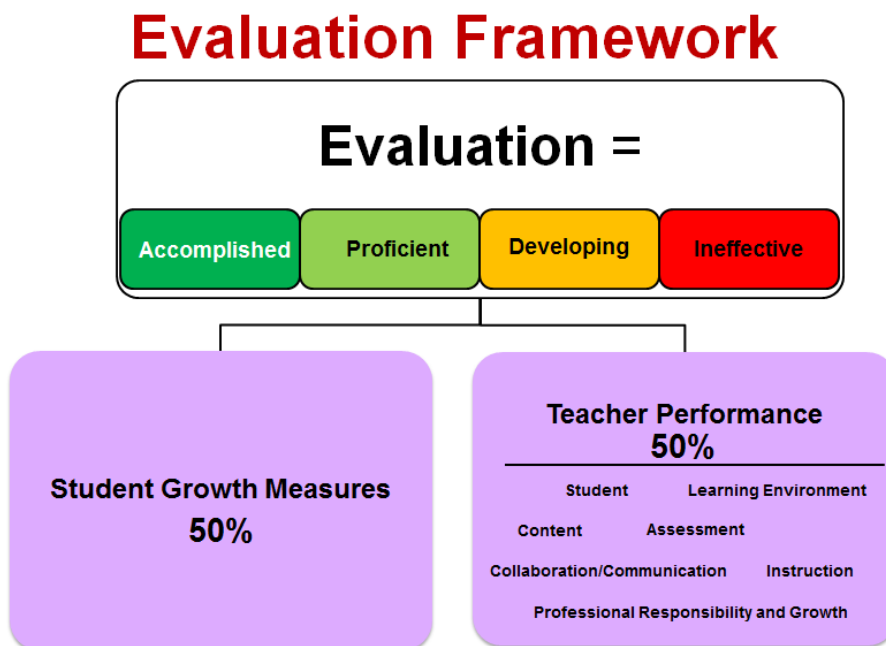 Evaluation Framework
Evaluation =
Accomplished Proficient Developing Ineffective
Student Growth Measures
50%
Teacher Performance
50%
Student Learning Environment
Content Assessment
Collaboration/Communication Instruction
Professional Responsibility and Growth